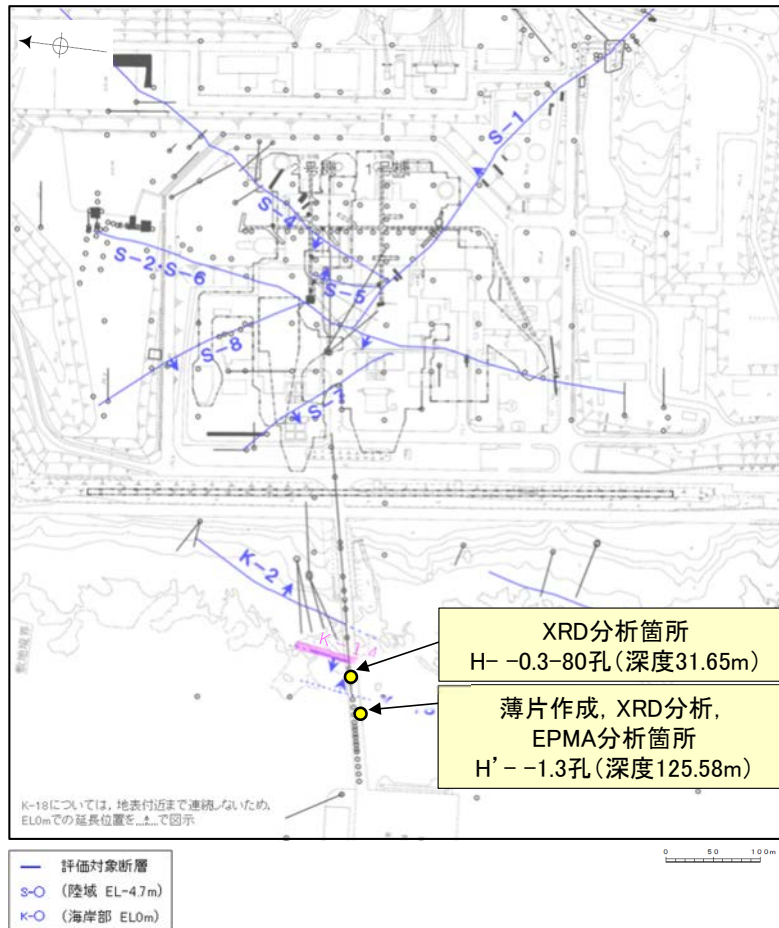 S-1
2号機
1号機
S-4
S-2・S-6
S-5
S-8
S-7
K-2
K 14
敷地境界
XRD分析箇所
H- -0.3-80孔(深度31.65m)
薄片作成, XRD分析,
EPMA分析箇所
H’- -1.3孔(深度125.58m)
K-18については, 地表付近まで連続しないため,
EL0mでの延長位置を で図示
0 50 100m
評価対象断層
S-○ (陸域 EL-4.7m)
K-○ (海岸部 EL0m)